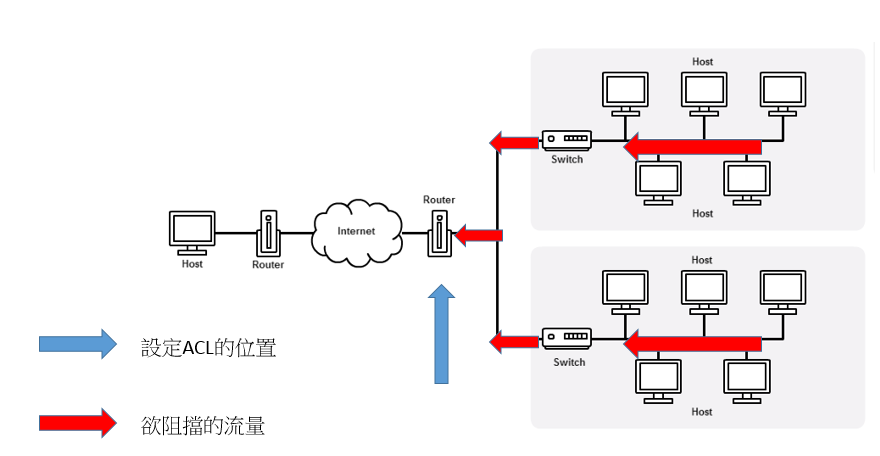 Host
Switch
Host
Router
Internet
Host
Router
Host
Switch
Host
設定ACL的位置
欲阻擋的流量